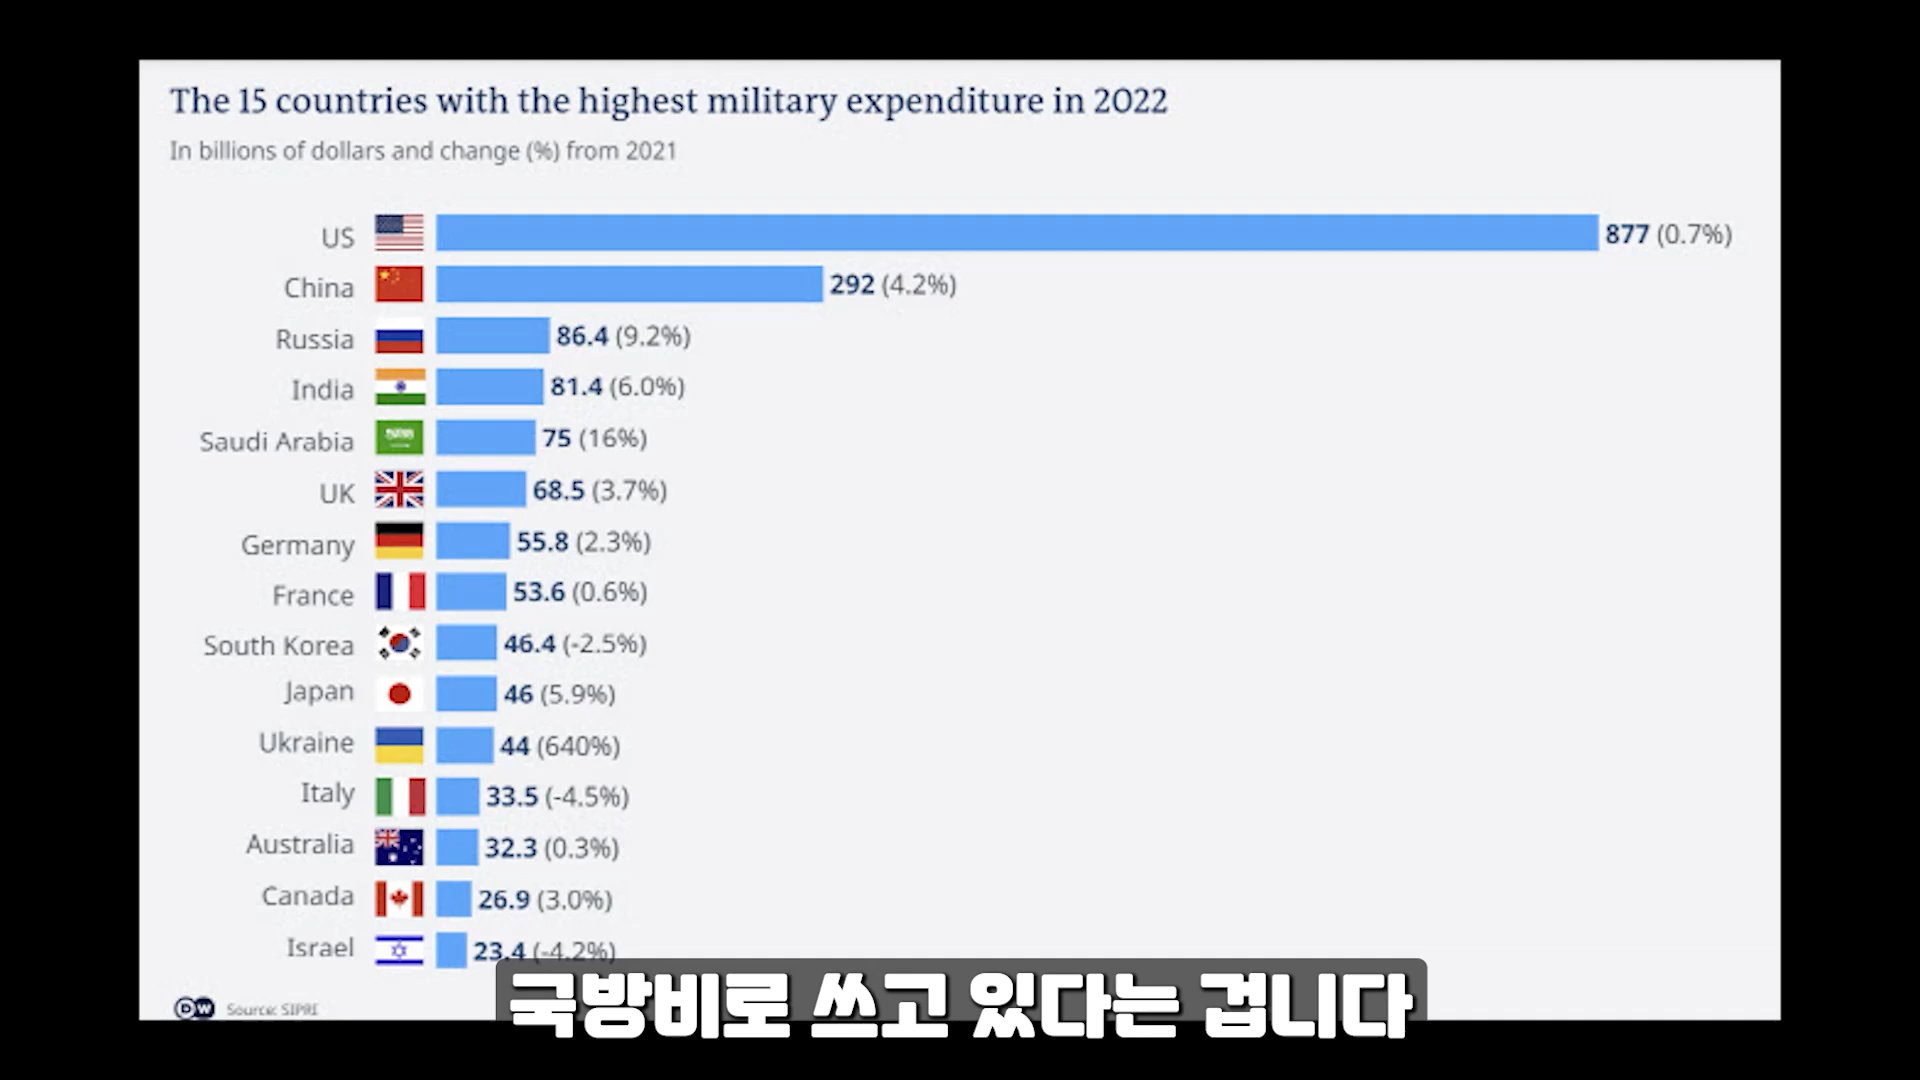 The 15 countries with the highest military expenditure in 2022
In billions of dollars and change (%) from 2021
US 877 (0.7%)
China 292 (4.2%)
Russia 86.4 (9.2%)
India 81.4 (6.0%)
Saudi Arabia 75 (16%)
UK 68.5 (3.7%)
Germany 55.8 (2.3%)
France 53.6 (0.6%)
South Korea 46.4 (-2.5%)
Japan 46 (5.9%)
Ukraine 44 (640%)
Italy 33.5 (-4.5%)
Australia 32.3 (0.3%)
Canada 26.9 (3.0%)
Israel 23.4 (-4.2%)
DW Source: SIPRI
국방비로 쓰고 있다는 겁니다